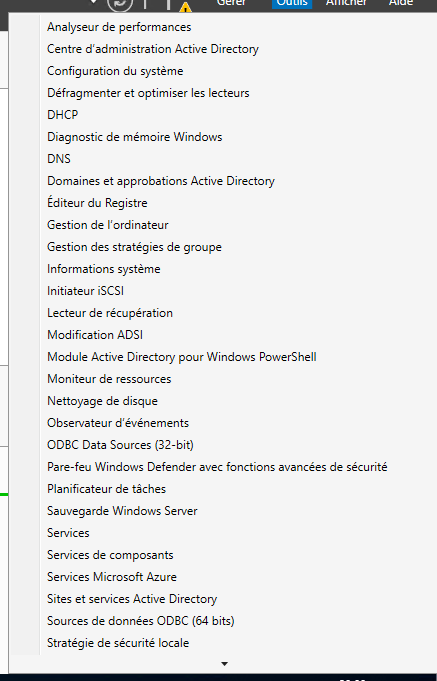 Gérer Outils Afficher Aide
Analyseur de performances
Centre d'administration Active Directory
Configuration du système
Défragmenter et optimiser les lecteurs
DHCP
Diagnostic de mémoire Windows
DNS
Domaines et approbations Active Directory
Éditeur du Registre
Gestion de l'ordinateur
Gestion des stratégies de groupe
Informations système
Initiateur iSCSI
Lecteur de récupération
Modification ADSI
Module Active Directory pour Windows PowerShell
Moniteur de ressources
Nettoyage de disque
Observateur d'événements
ODBC Data Sources (32-bit)
Pare-feu Windows Defender avec fonctions avancées de sécurité
Planificateur de tâches
Sauvegarde Windows Server
Services
Services de composants
Services Microsoft Azure
Sites et services Active Directory
Sources de données ODBC (64 bits)
Stratégie de sécurité locale